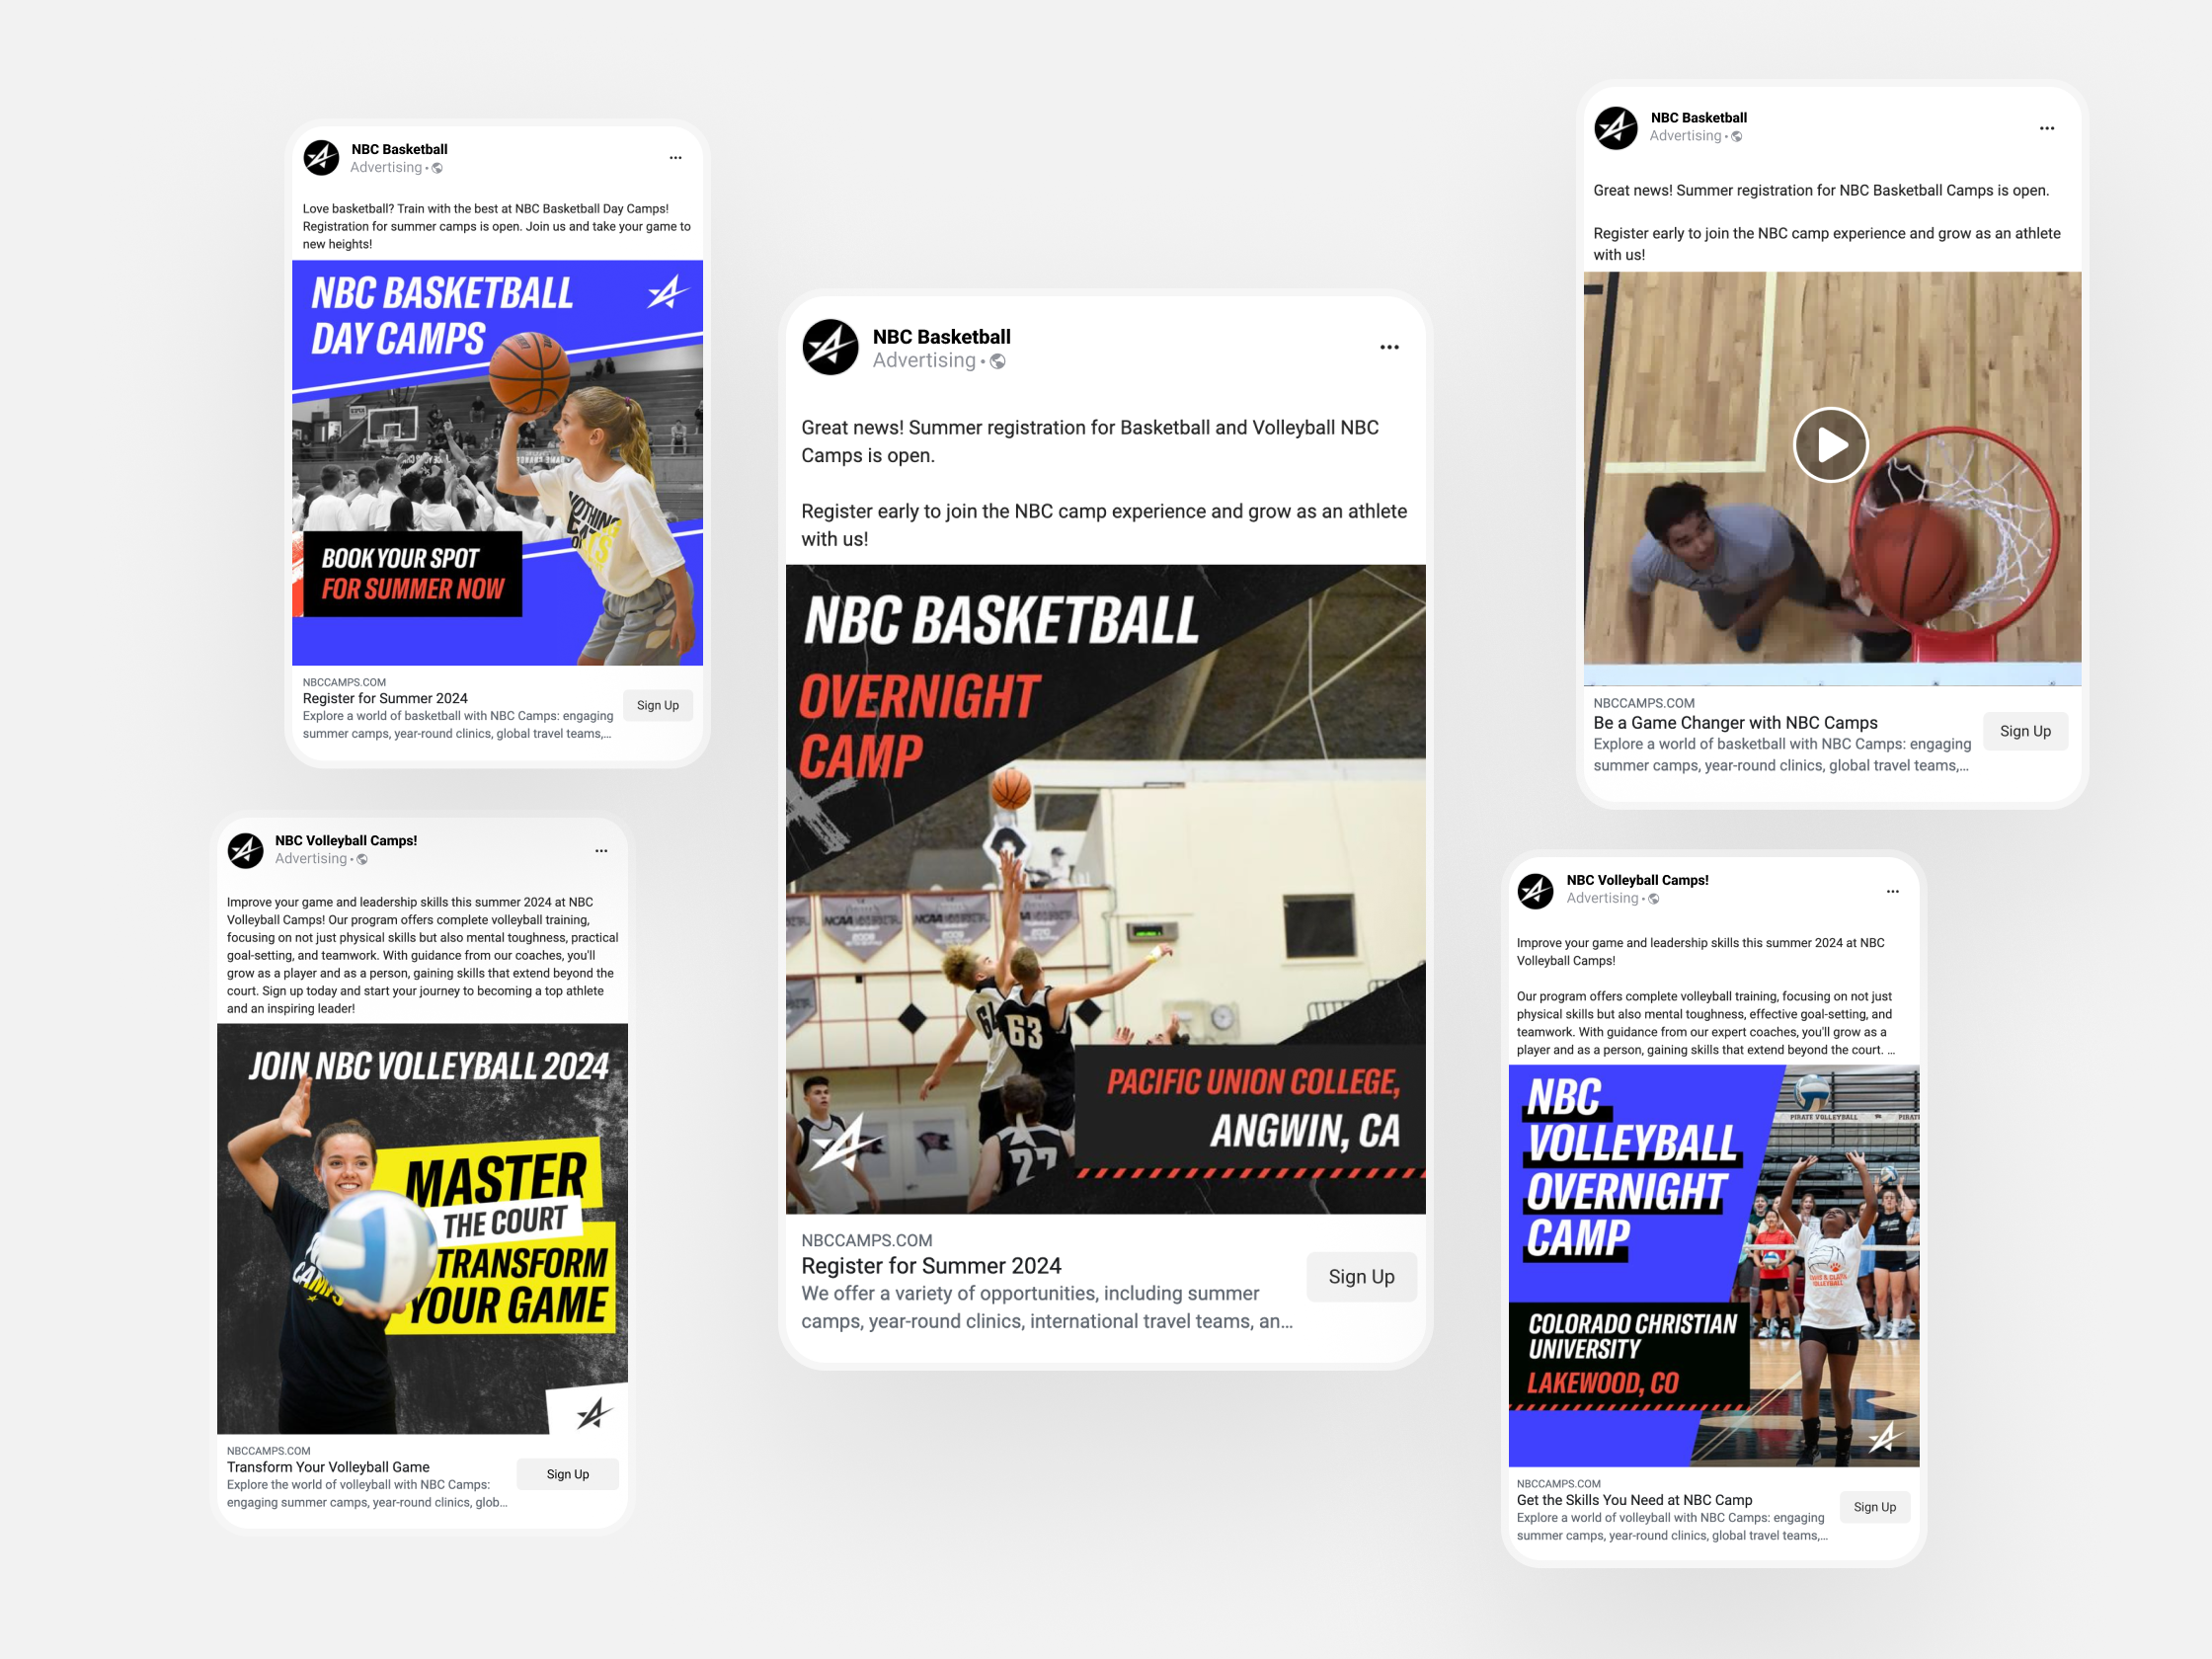 NBC Basketball
Advertising •
Love basketball? Train with the best at NBC Basketball Day Camps!
Registration for summer camps is open. Join us and take your game to
new heights!
NBC BASKETBALL
DAY CAMPS
NOTHING
BOOK YOUR SPOT
FOR SUMMER NOW
NBCCAMPS.COM
Register for Summer 2024
Explore a world of basketball with NBC Camps: engaging
summer camps, year-round clinics, global travel teams,...
Sign Up
NBC Volleyball Camps!
Advertising •
Improve your game and leadership skills this summer 2024 at NBC
Volleyball Camps! Our program offers complete volleyball training,
focusing on not just physical skills but also mental toughness, practical
goal-setting, and teamwork. With guidance from our coaches, you'll
grow as a player and as a person, gaining skills that extend beyond the
court. Sign up today and start your journey to becoming a top athlete
and an inspiring leader!
JOIN NBC VOLLEYBALL 2024
MASTER
THE COURT
TRANSFORM
YOUR GAME
CAMPS
NBCCAMPS.COM
Transform Your Volleyball Game
Explore the world of volleyball with NBC Camps:
engaging summer camps, year-round clinics, glob...
Sign Up
NBC Basketball
Advertising •
Great news! Summer registration for Basketball and Volleyball NBC
Camps is open.
Register early to join the NBC camp experience and grow as an athlete
with us!
NBC BASKETBALL
OVERNIGHT
CAMP
NCAA
NCAA
64
63
27
PACIFIC UNION COLLEGE,
ANGWIN, CA
NBCCAMPS.COM
Register for Summer 2024
We offer a variety of opportunities, including summer
camps, year-round clinics, international travel teams, an...
Sign Up
NBC Basketball
Advertising •
Great news! Summer registration for NBC Basketball Camps is open.
Register early to join the NBC camp experience and grow as an athlete
with us!
NBCCAMPS.COM
Be a Game Changer with NBC Camps
Explore a world of basketball with NBC Camps: engaging
summer camps, year-round clinics, global travel teams,...
Sign Up
NBC Volleyball Camps!
Advertising •
Improve your game and leadership skills this summer 2024 at NBC
Volleyball Camps!
Our program offers complete volleyball training, focusing on not just
physical skills but also mental toughness, effective goal-setting, and
teamwork. With guidance from our expert coaches, you'll grow as a
player and as a person, gaining skills that extend beyond the court. ...
NBC
VOLLEYBALL
OVERNIGHT
CAMP
PIRATE VOLLEYBALL
PIRAT
LEWIS & CLARK
VOLLEYBALL
COLORADO CHRISTIAN
UNIVERSITY
LAKEWOOD, CO
NBCCAMPS.COM
Get the Skills You Need at NBC Camp
Explore a world of volleyball with NBC Camps: engaging
summer camps, year-round clinics, global travel teams,...
Sign Up